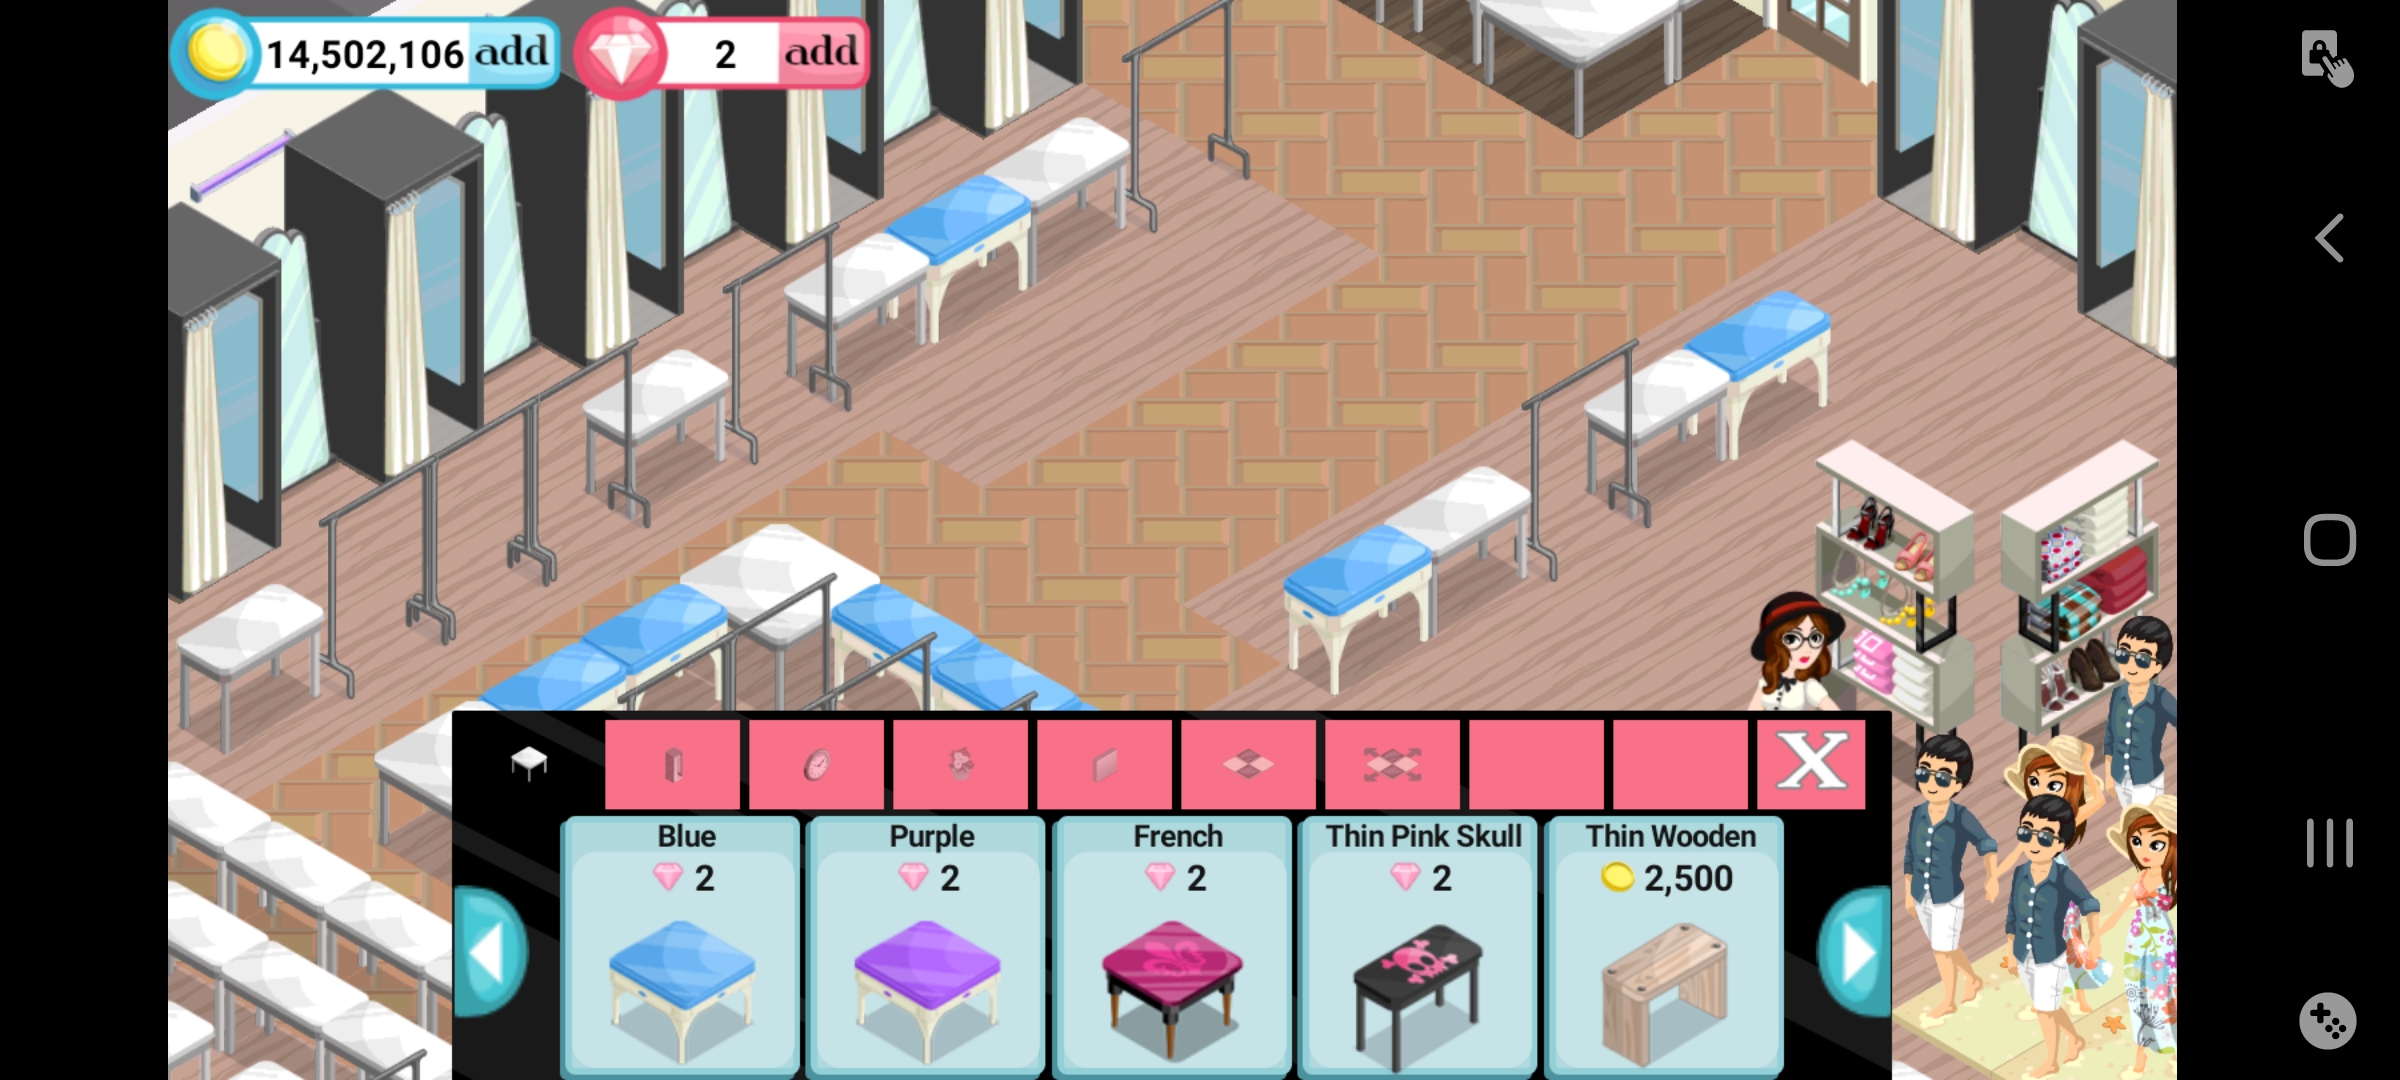 14,502,106 add
2 add
X
Blue
2
Purple
2
French
2
Thin Pink Skull
2
Thin Wooden
2,500